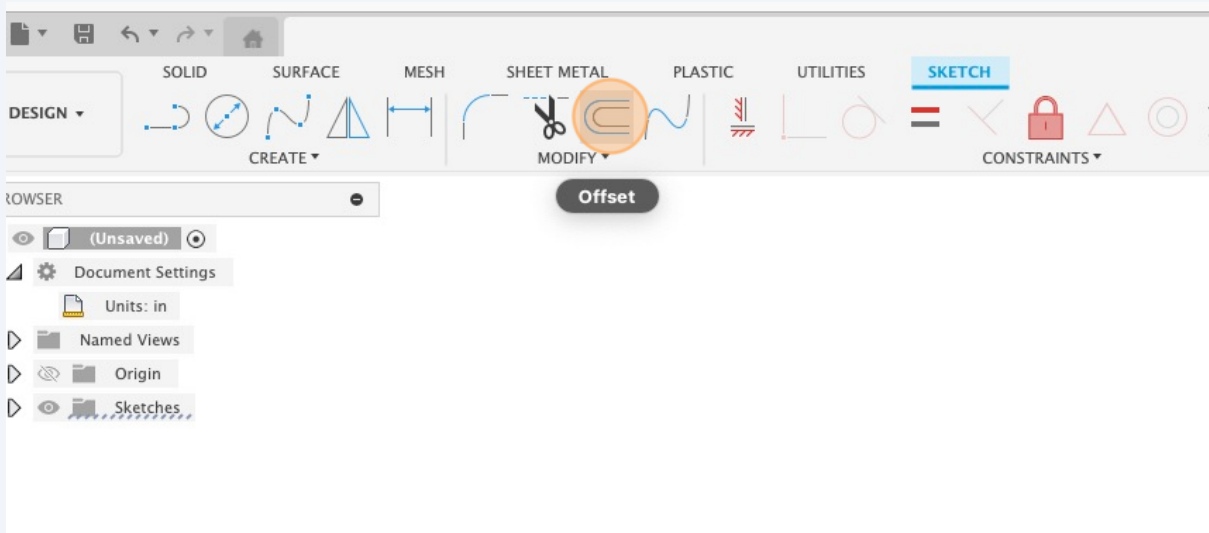 SOLID SURFACE MESH SHEET METAL PLASTIC UTILITIES SKETCH
DESIGN
CREATE MODIFY CONSTRAINTS
ROWSER
Offset
(Unsaved)
Document Settings
Units: in
Named Views
Origin
Sketches